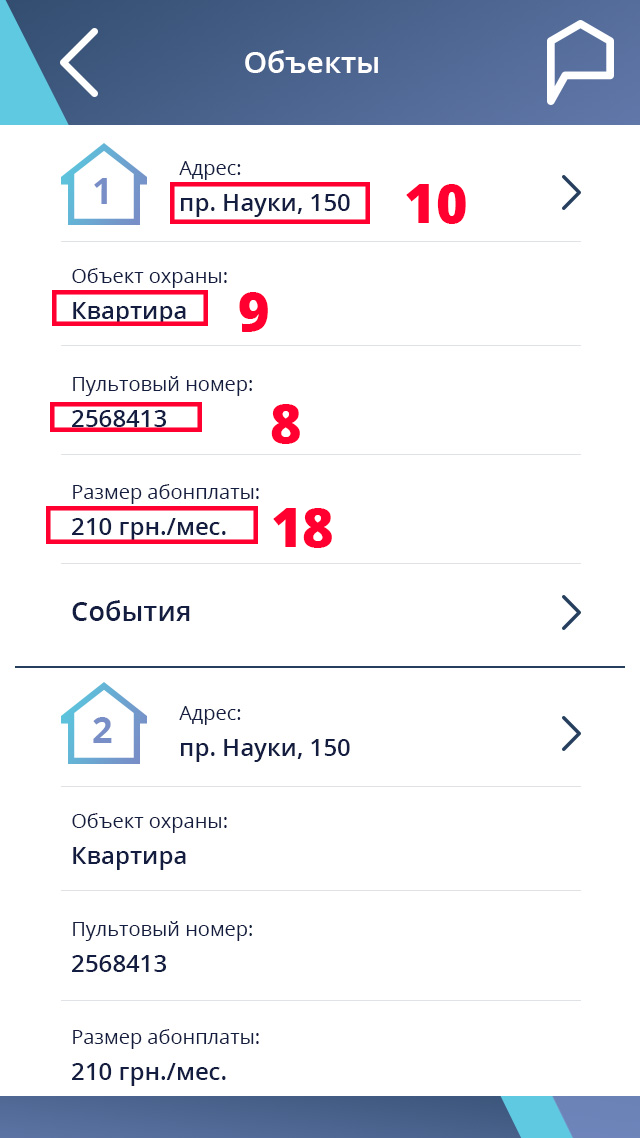 Объекты
1
Адрес:
пр. Науки, 150
10
Объект охраны:
Квартира
9
Пультовый номер:
2568413
8
Размер абонплаты:
210 грн./мес.
18
События
2
Адрес:
пр. Науки, 150
Объект охраны:
Квартира
Пультовый номер:
2568413
Размер абонплаты:
210 грн./мес.